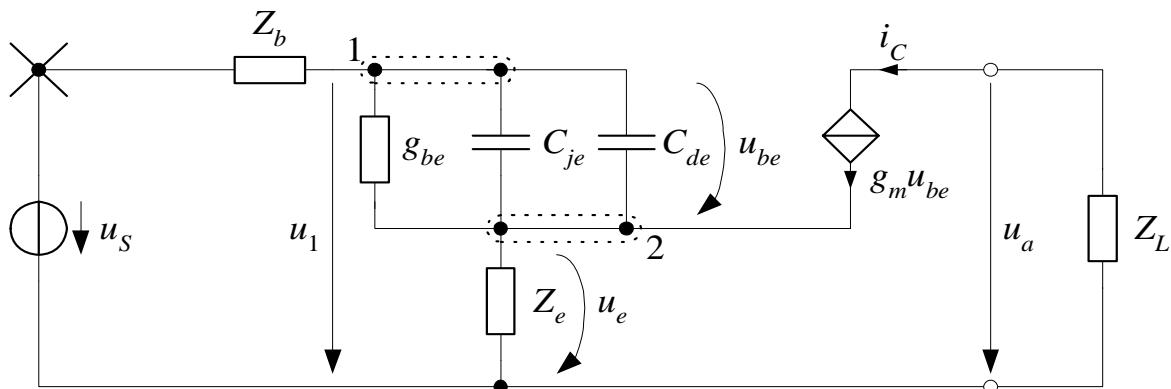 Z_b
1
i_C
g_be
C_je
C_de
u_be
g_m u_be
u_S
u_1
u_a
Z_L
2
Z_e
u_e